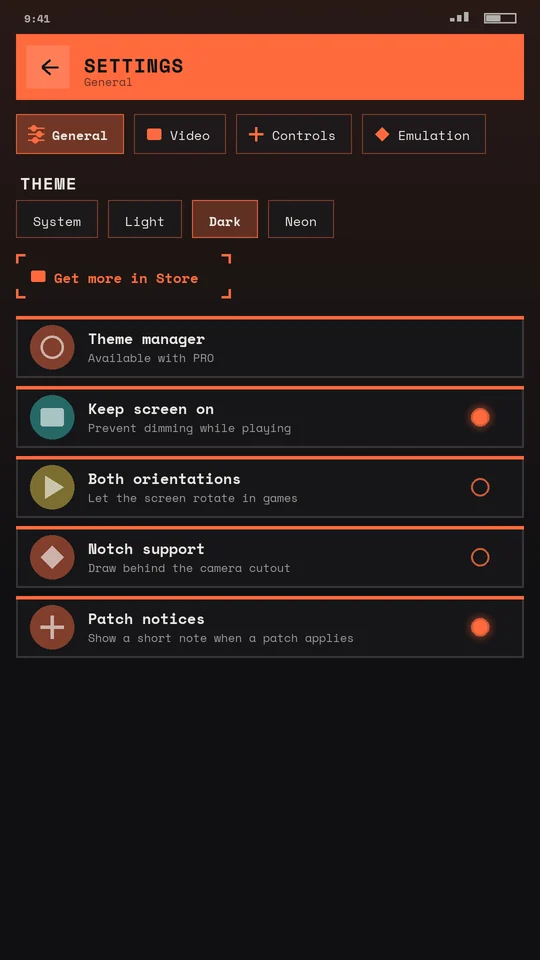 9:41
SETTINGS
General
General
Video
Controls
Emulation
THEME
System
Light
Dark
Neon
Get more in Store
Theme manager
Available with PRO
Keep screen on
Prevent dimming while playing
Both orientations
Let the screen rotate in games
Notch support
Draw behind the camera cutout
Patch notices
Show a short note when a patch applies